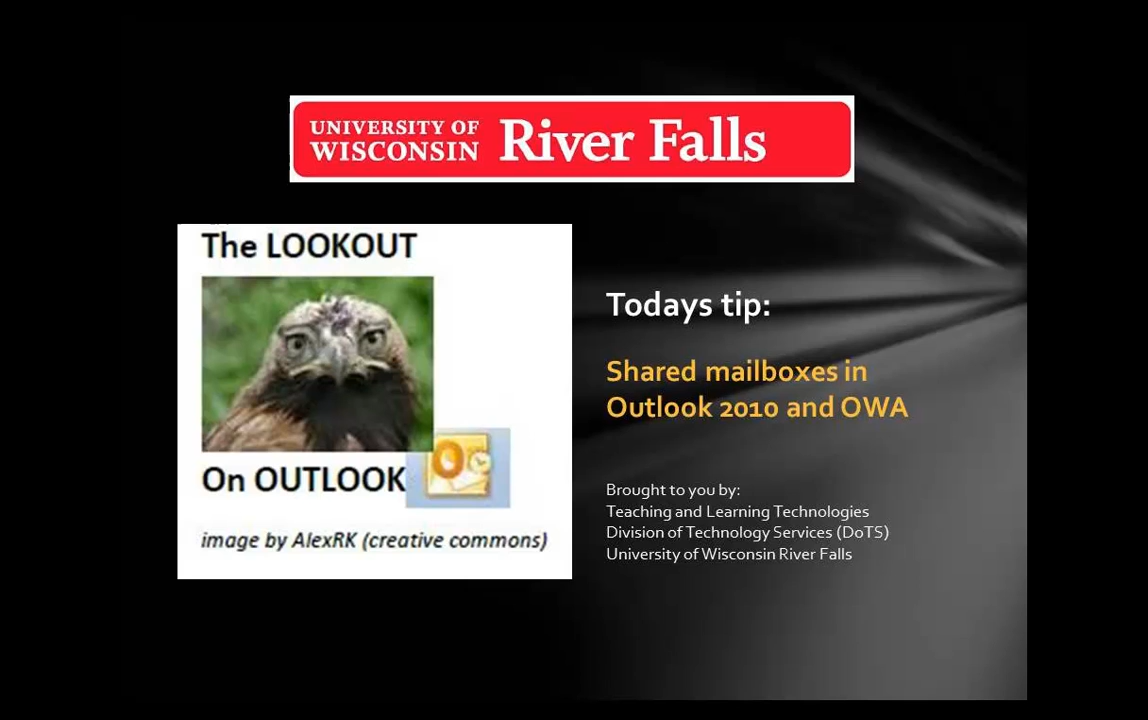 UNIVERSITY OF
WISCONSIN
River Falls
The LOOKOUT
On OUTLOOK
image by AlexRK (creative commons)
Todays tip:
Shared mailboxes in
Outlook 2010 and OWA
Brought to you by:
Teaching and Learning Technologies
Division of Technology Services (DoTS)
University of Wisconsin River Falls